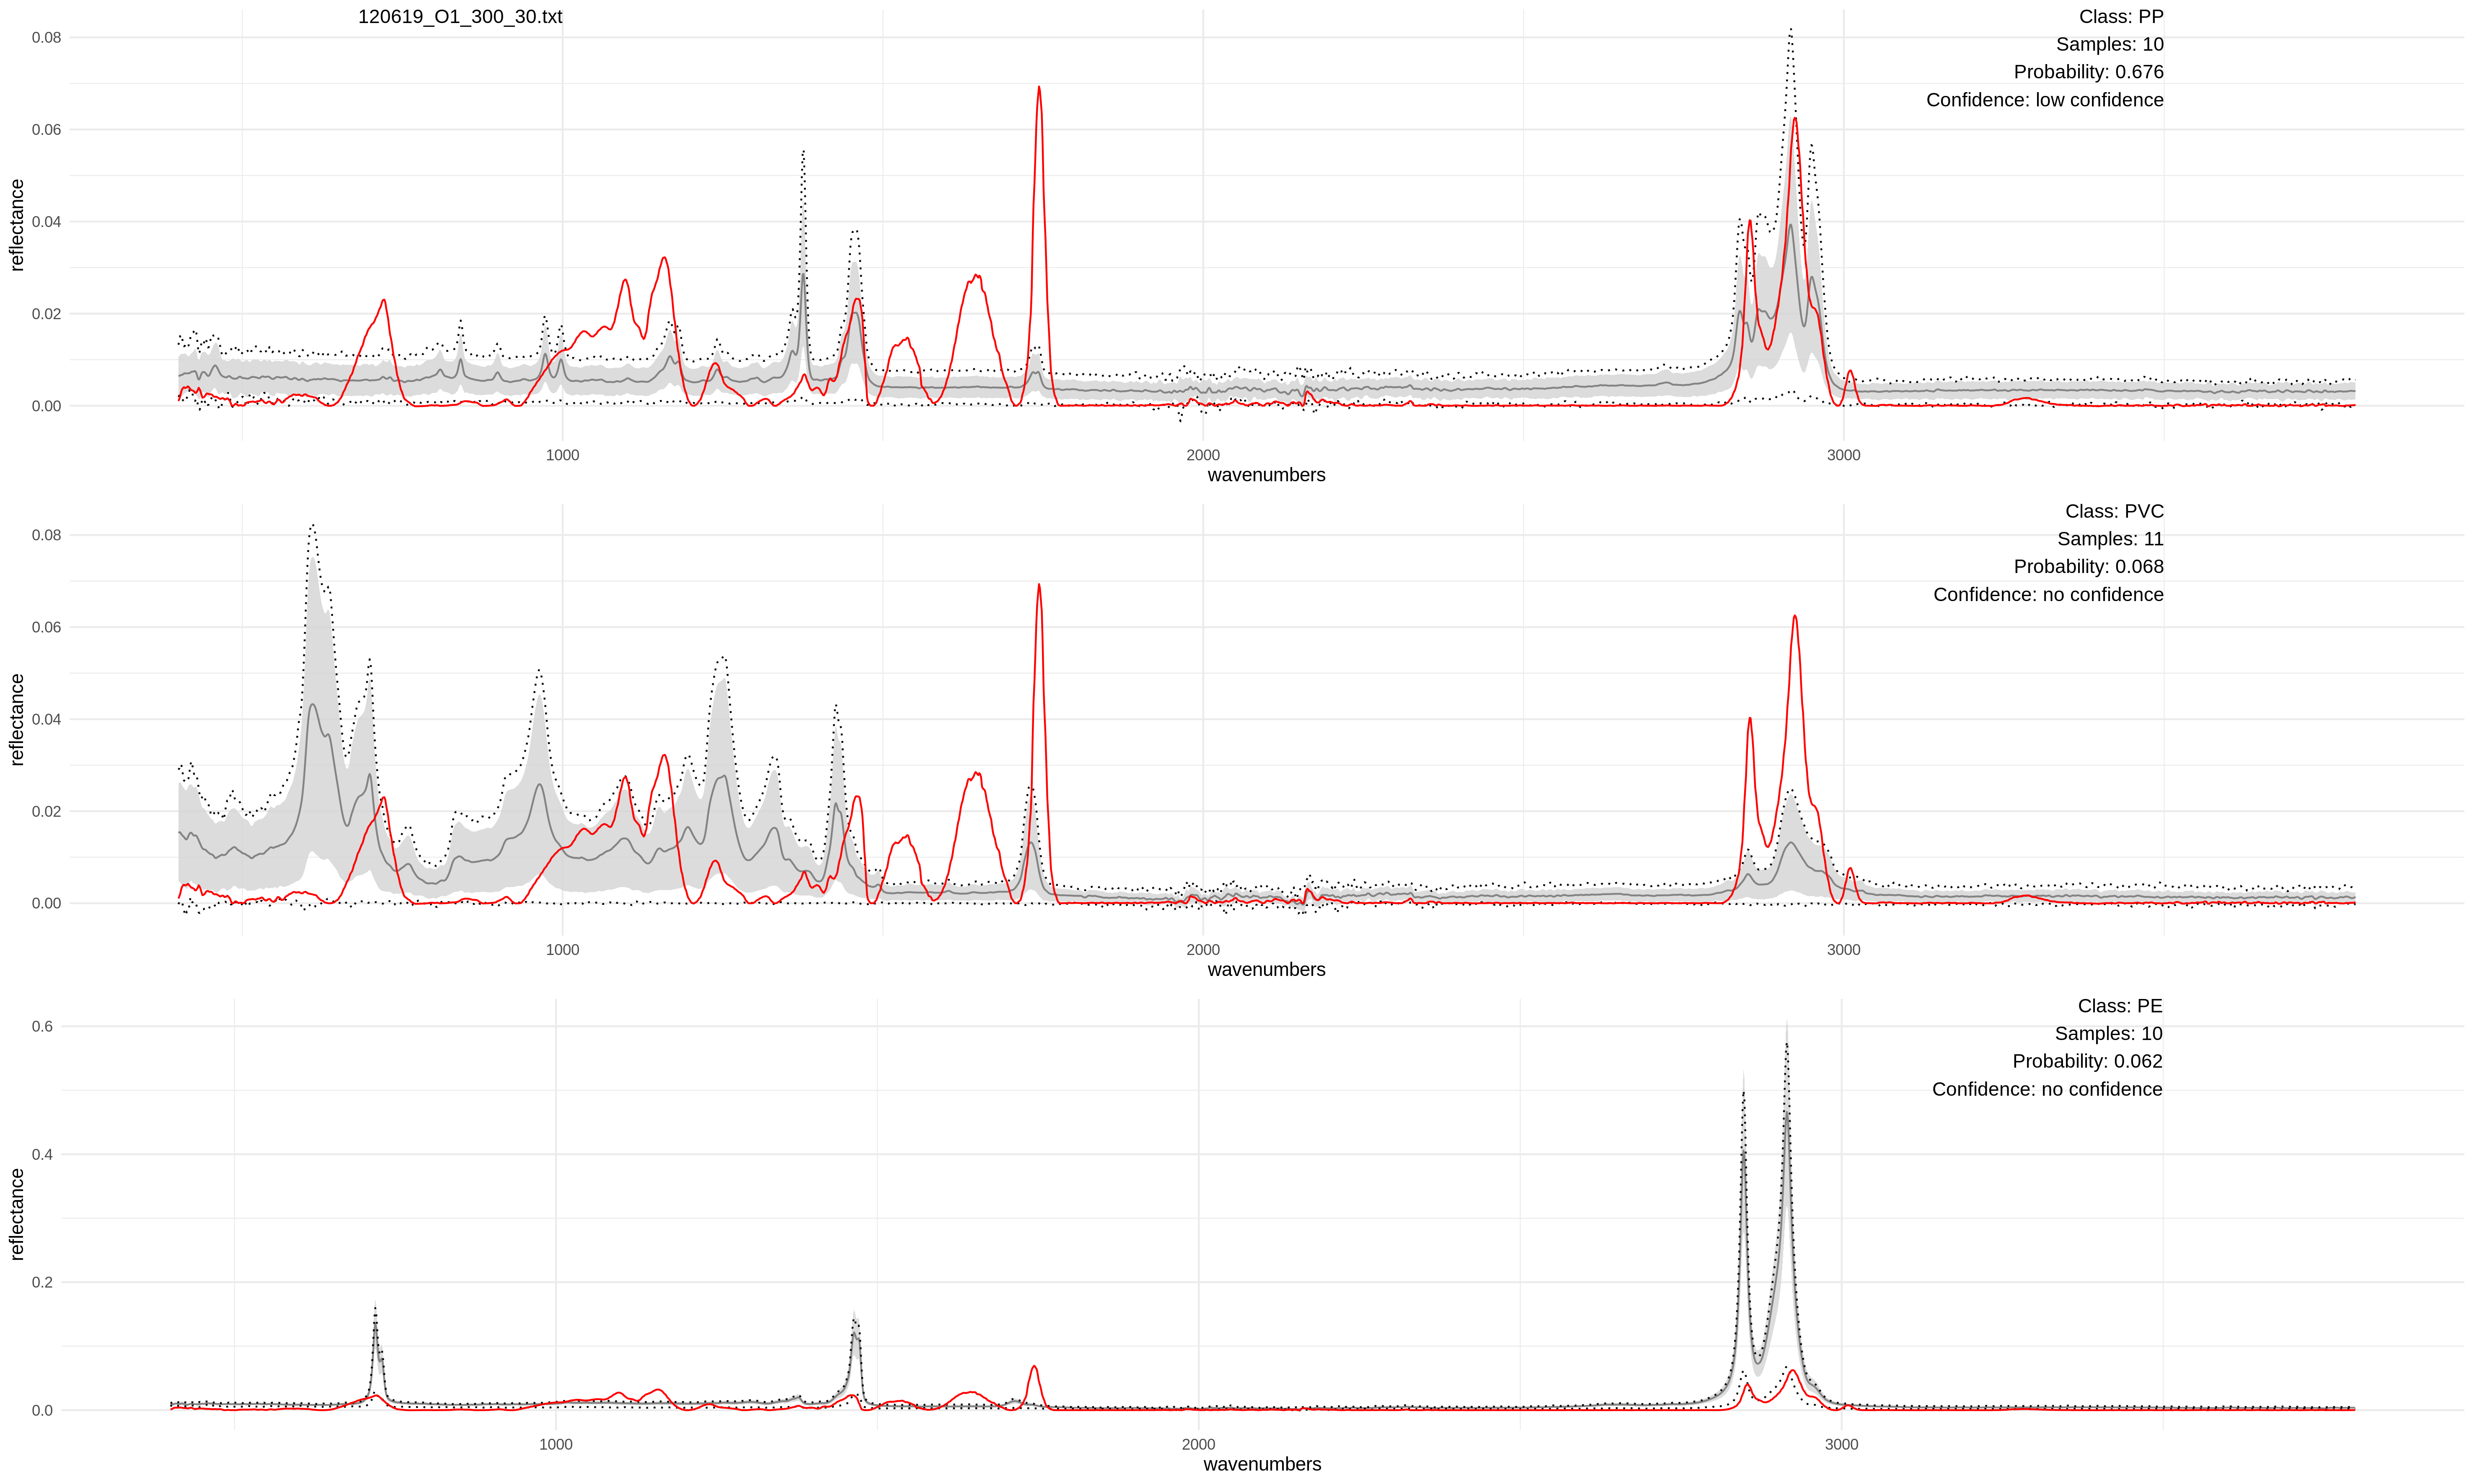 120619_O1_300_30.txt
Class: PP
Samples: 10
Probability: 0.676
Confidence: low confidence
0.08
0.06
0.04
0.02
0.00
reflectance
1000
2000
3000
wavenumbers
Class: PVC
Samples: 11
Probability: 0.068
Confidence: no confidence
0.08
0.06
0.04
0.02
0.00
reflectance
1000
2000
3000
wavenumbers
Class: PE
Samples: 10
Probability: 0.062
Confidence: no confidence
0.6
0.4
0.2
0.0
reflectance
1000
2000
3000
wavenumbers